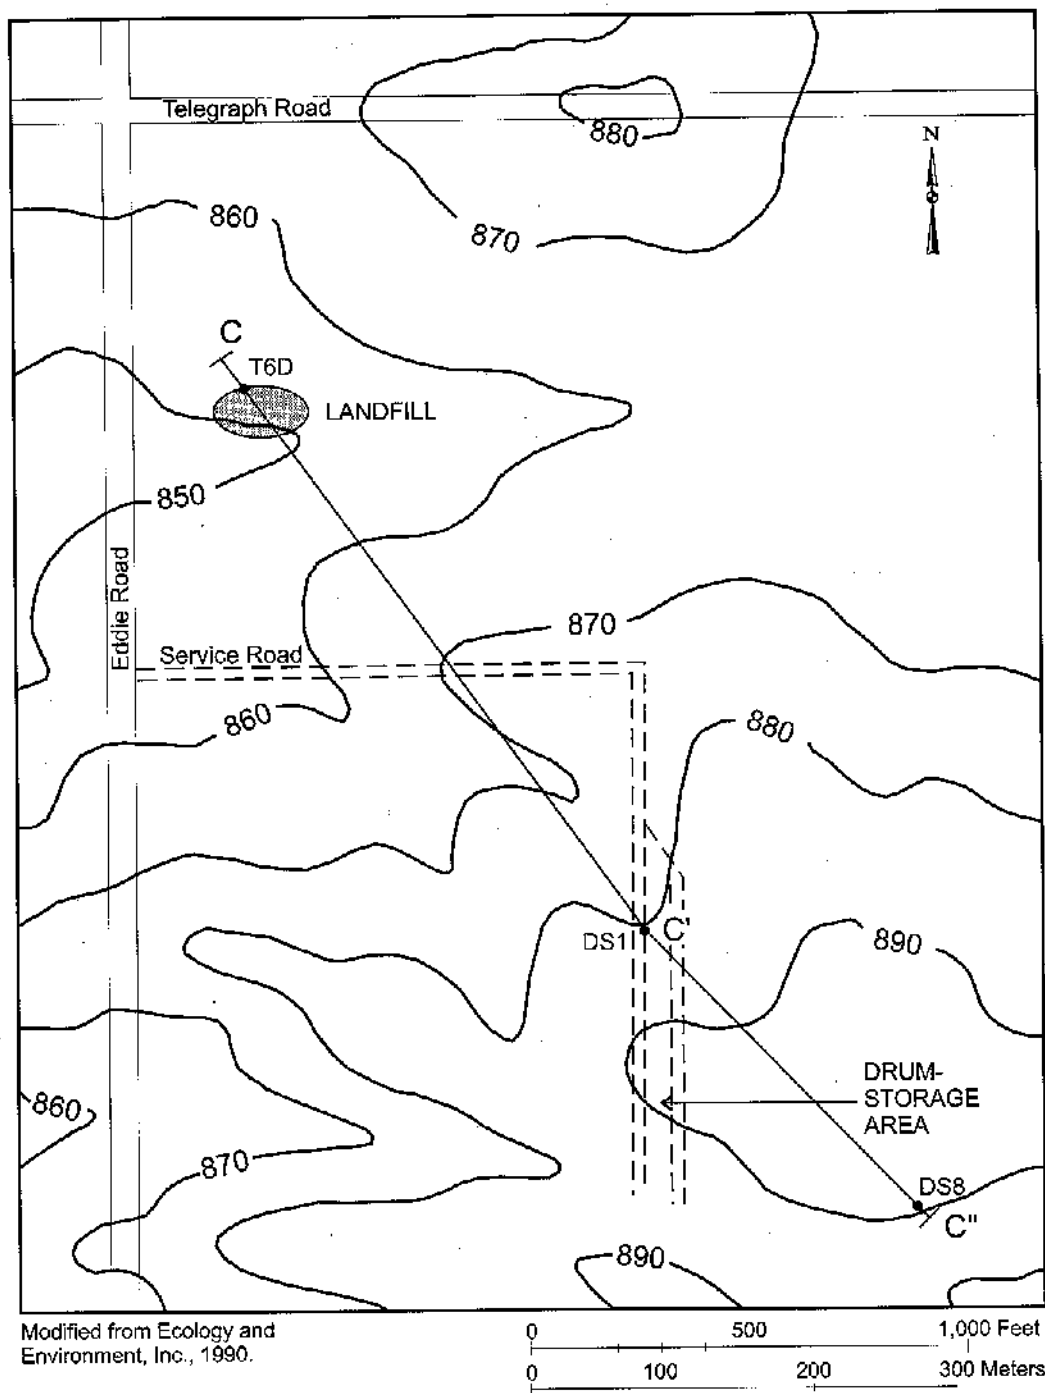 Telegraph Road
880
N
860
870
C
T6D
LANDFILL
850
Eddie Road
870
Service Road
860
880
DS1
C'
890
DRUM-
STORAGE
AREA
860
870
DS8
C"
890
Modified from Ecology and
Environment, Inc., 1990.
0 500 1,000 Feet
0 100 200 300 Meters